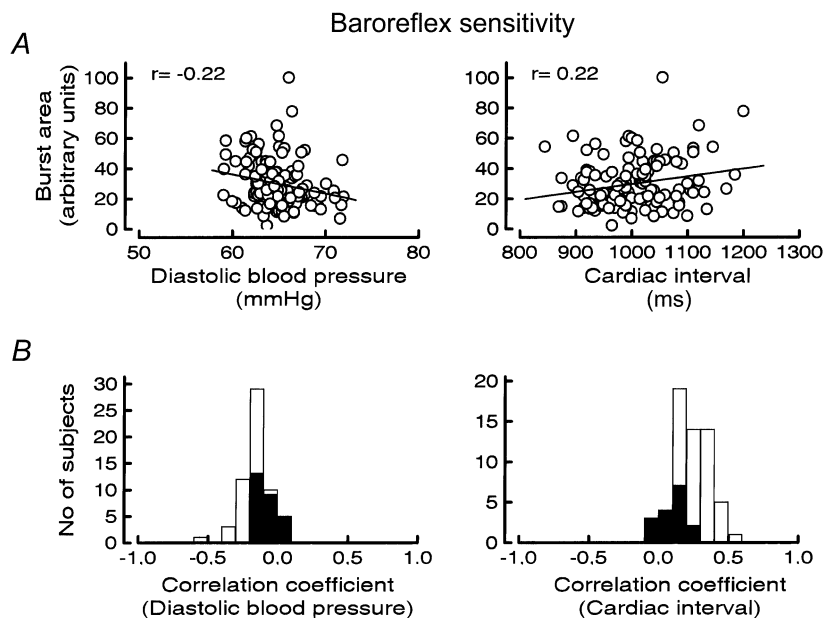 Baroreflex sensitivity
A
Burst area
(arbitrary units)
100
80
60
40
20
0
r= -0.22
50 60 70 80
Diastolic blood pressure
(mmHg)
r= 0.22
100
80
60
40
20
0
800 900 1000 1100 1200 1300
Cardiac interval
(ms)
B
No of subjects
30
25
20
15
10
5
0
-1.0 -0.5 0.0 0.5 1.0
Correlation coefficient
(Diastolic blood pressure)
20
15
10
5
0
-1.0 -0.5 0.0 0.5 1.0
Correlation coefficient
(Cardiac interval)